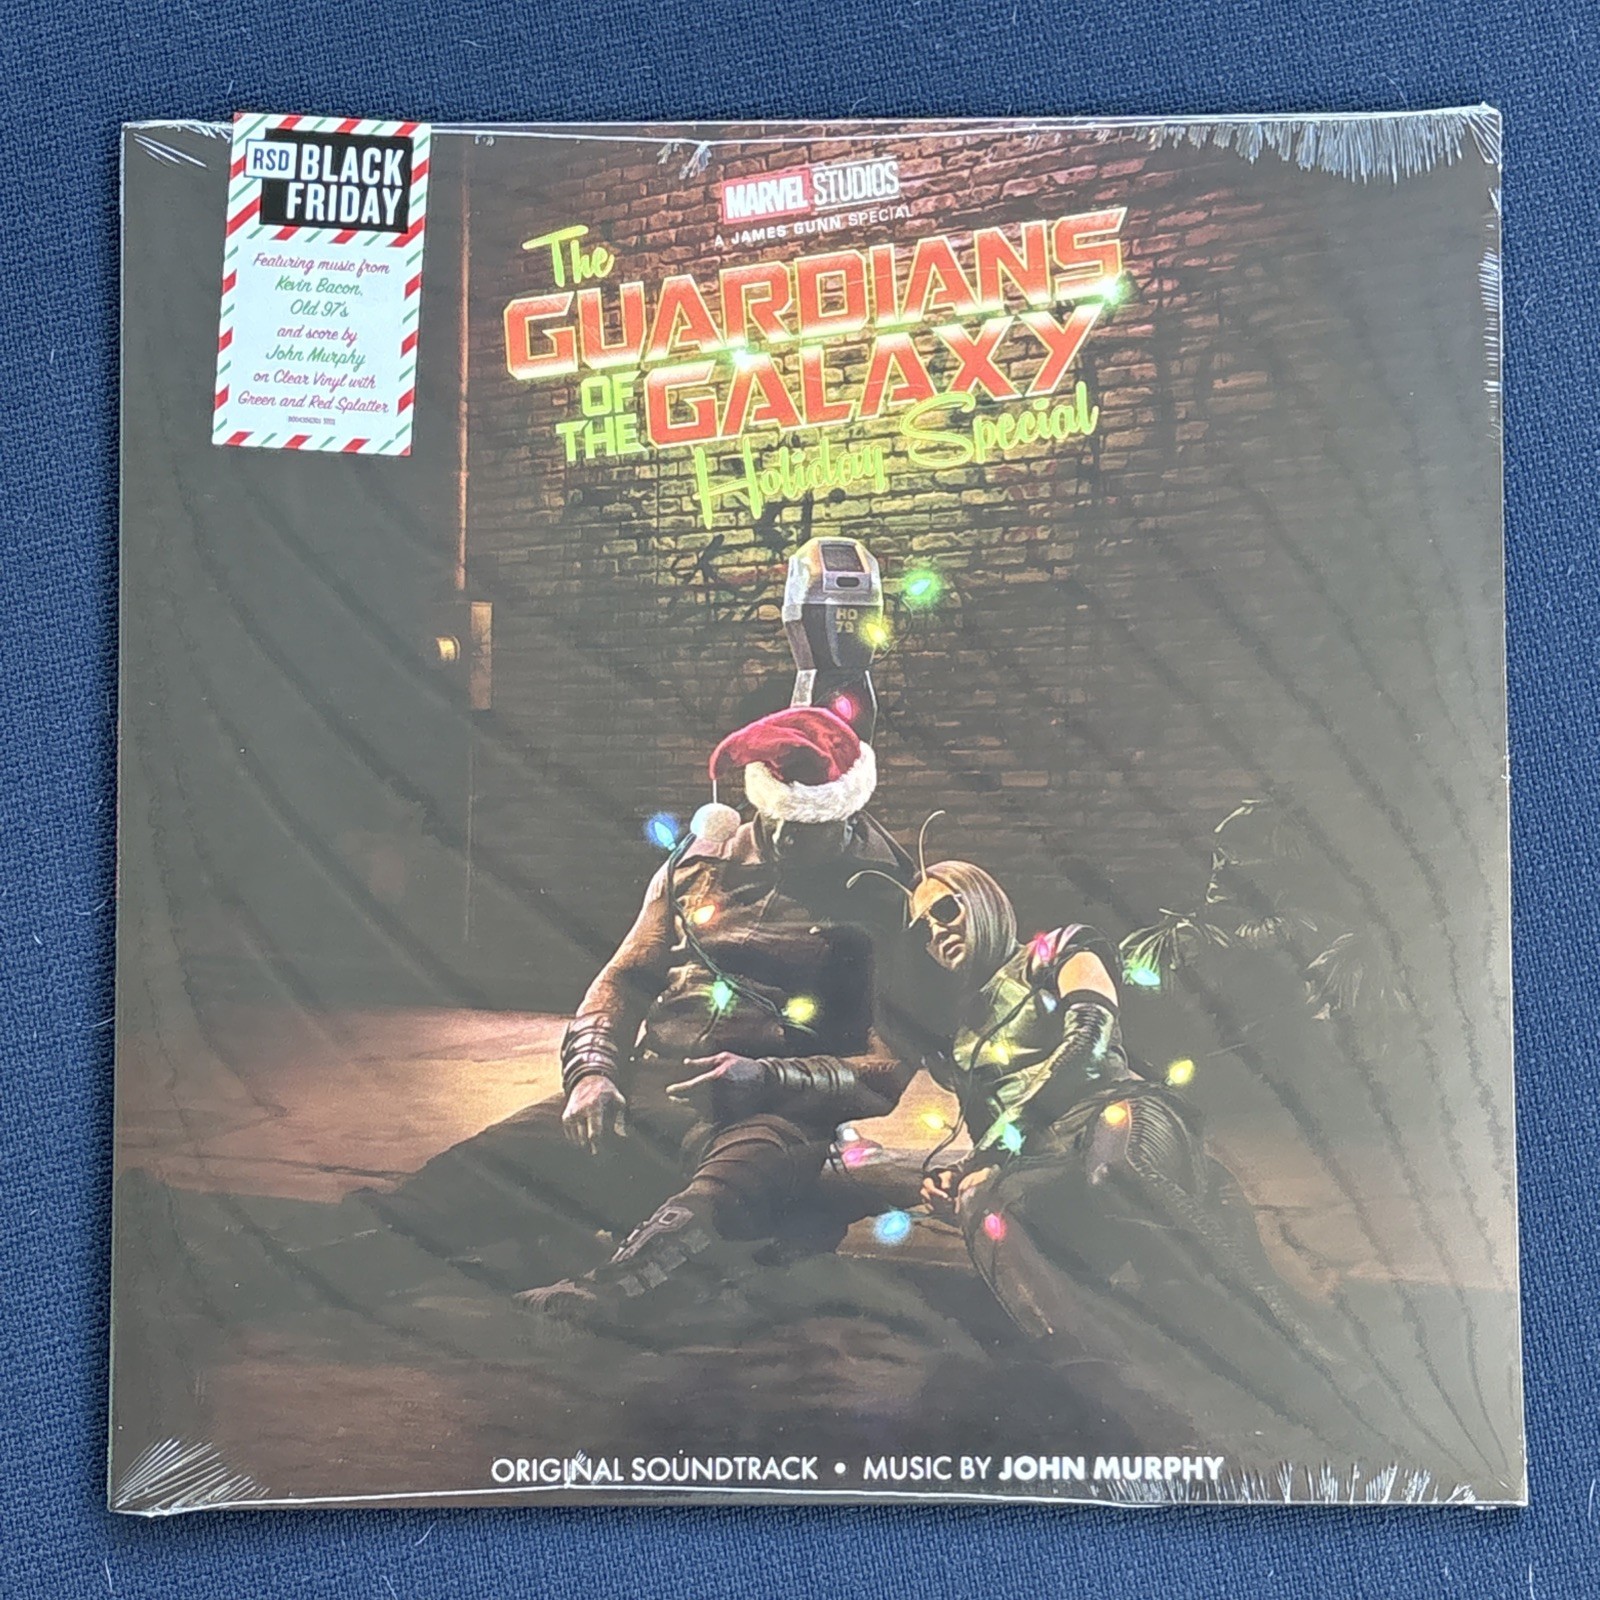 RSD BLACK
FRIDAY
Featuring music from
Kevin Bacon,
Old 97's
and score by
John Murphy
on Clear Vinyl with
Green and Red Splatter
MARVEL STUDIOS
A JAMES GUNN SPECIAL
The
GUARDIANS
OF THE
GALAXY
Holiday Special
HD
79
ORIGINAL SOUNDTRACK • MUSIC BY JOHN MURPHY